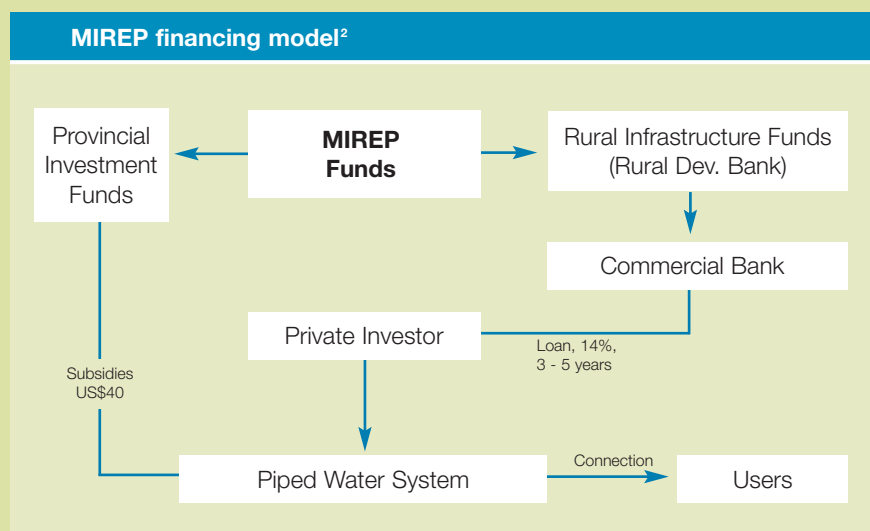 MIREP financing model²
Provincial
Investment
Funds
MIREP
Funds
Rural Infrastructure Funds
(Rural Dev. Bank)
Commercial Bank
Private Investor
Loan, 14%,
3 - 5 years
Subsidies
US$40
Piped Water System
Connection
Users